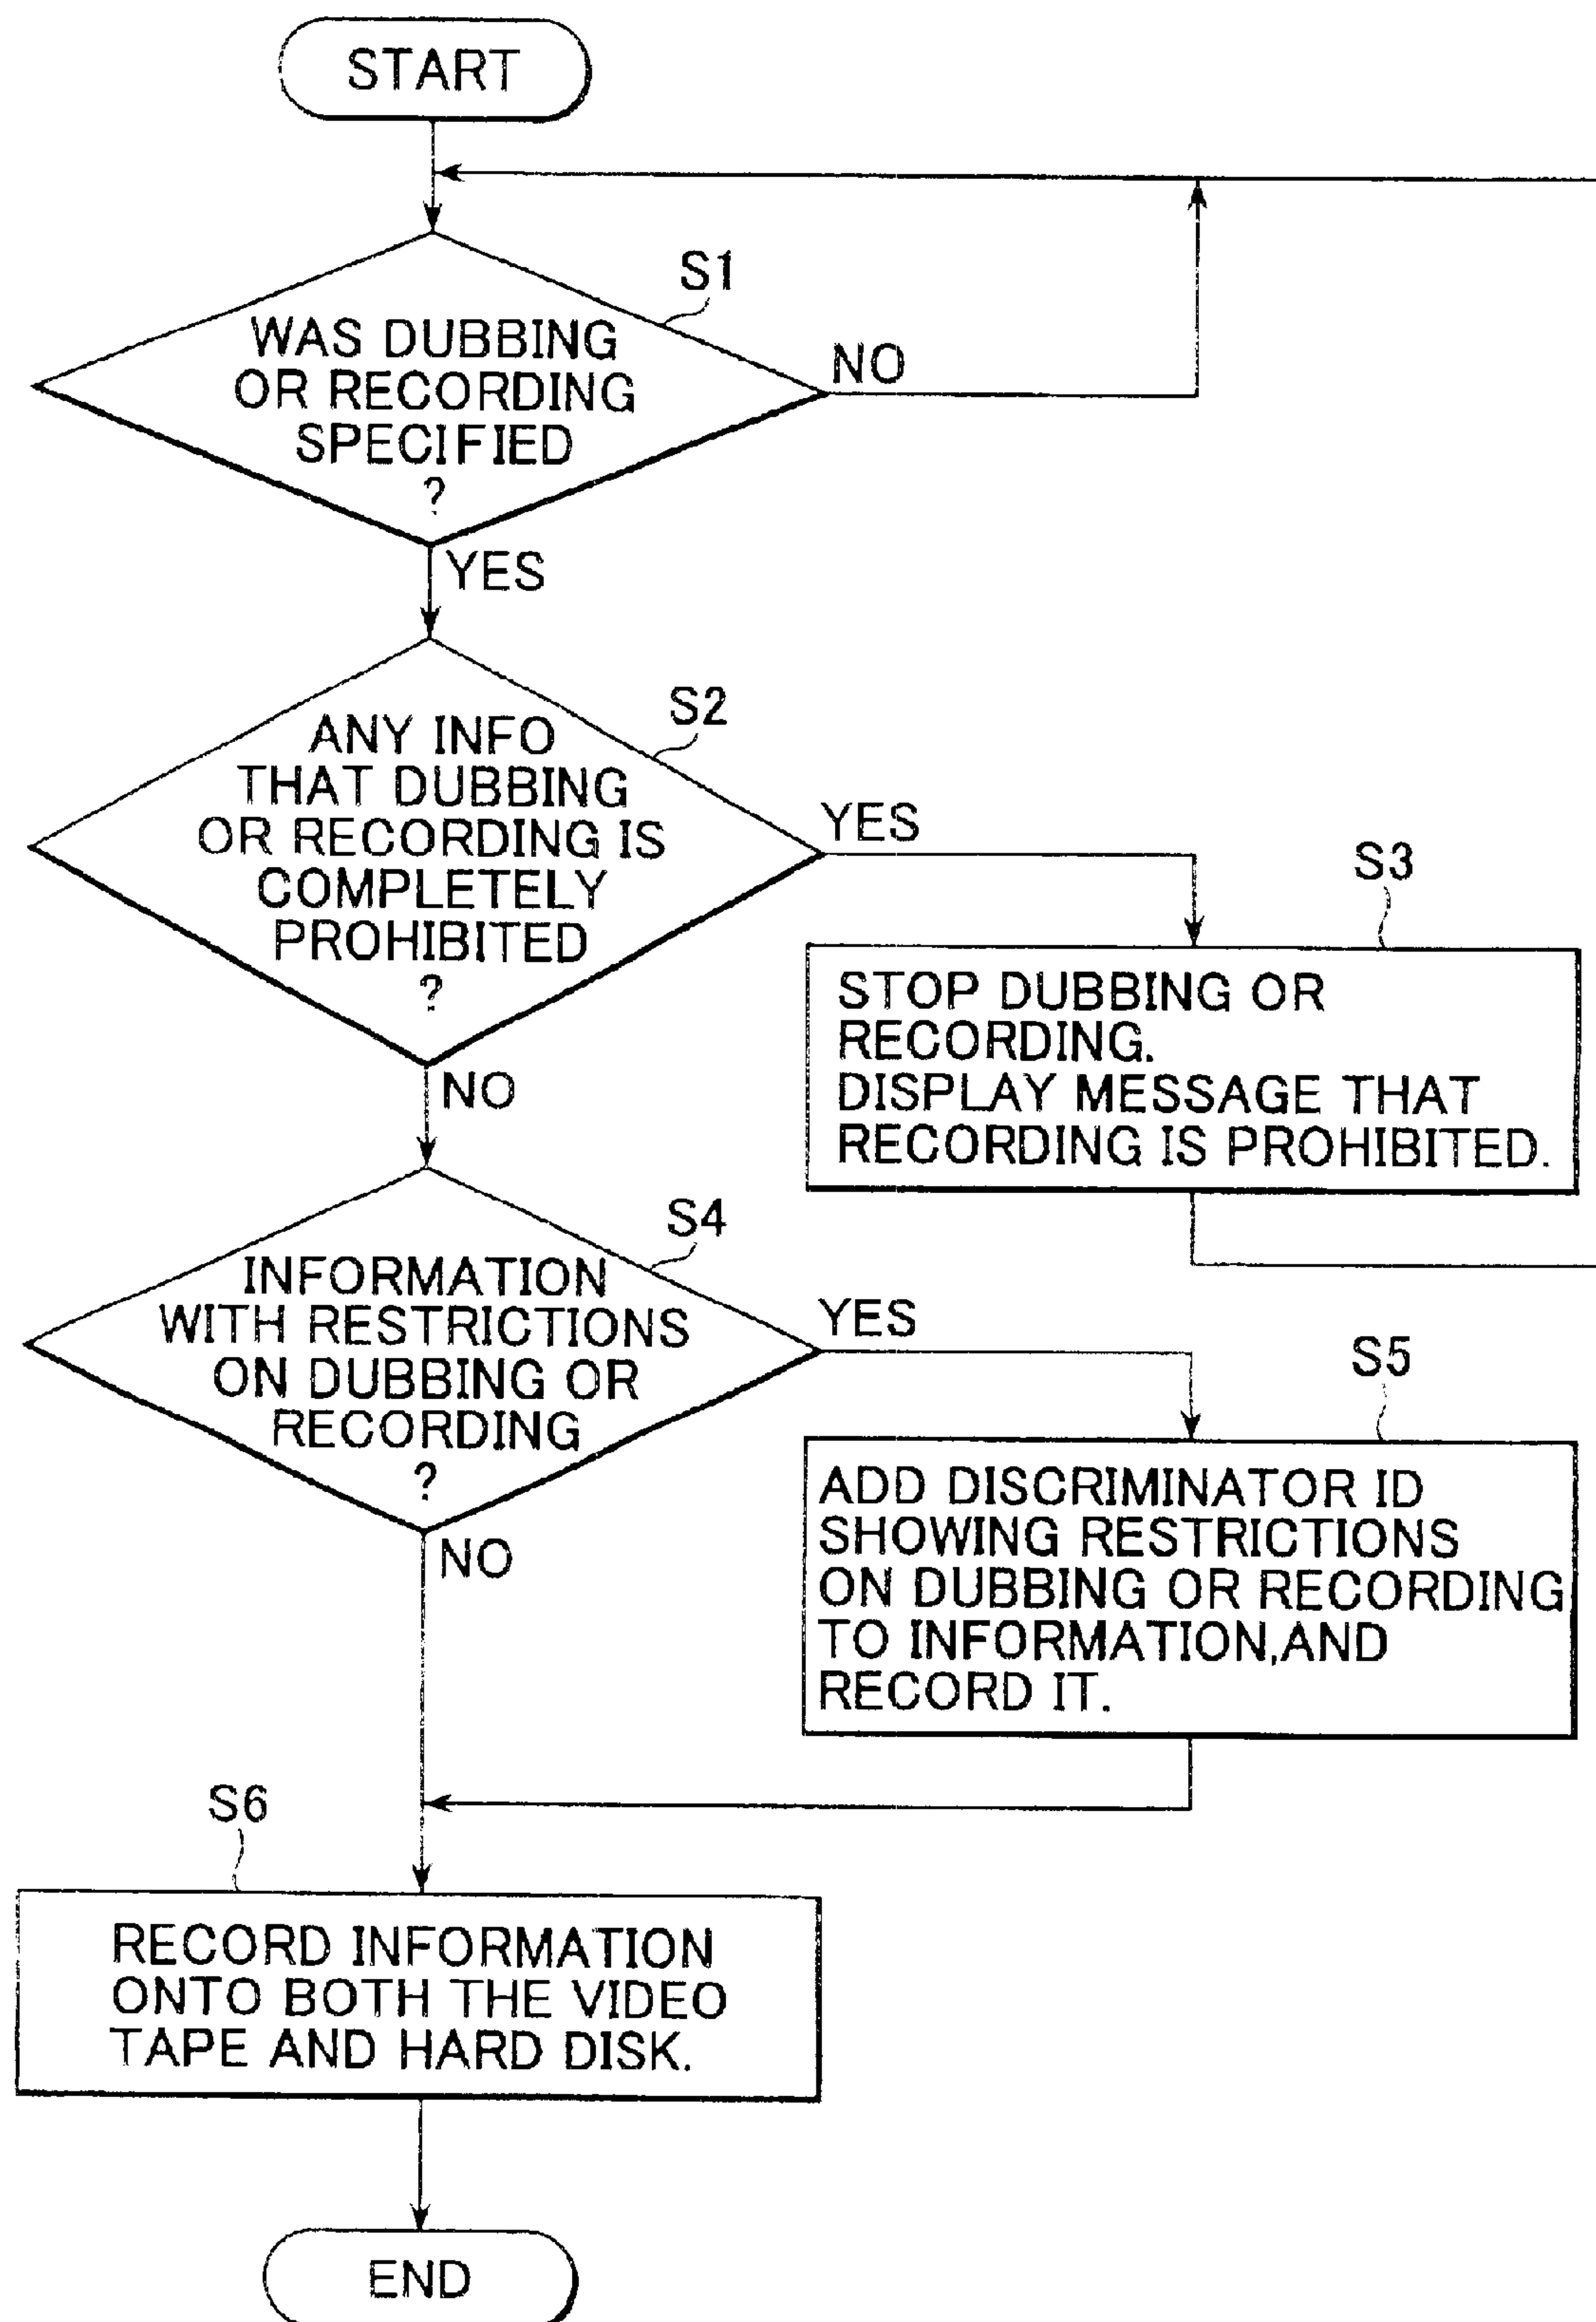 START
S1
WAS DUBBING
OR RECORDING
SPECIFIED
?
NO
YES
S2
ANY INFO
THAT DUBBING
OR RECORDING IS
COMPLETELY
PROHIBITED
?
YES
NO
S3
STOP DUBBING OR
RECORDING.
DISPLAY MESSAGE THAT
RECORDING IS PROHIBITED.
S4
INFORMATION
WITH RESTRICTIONS
ON DUBBING OR
RECORDING
?
YES
NO
S5
ADD DISCRIMINATOR ID
SHOWING RESTRICTIONS
ON DUBBING OR RECORDING
TO INFORMATION,AND
RECORD IT.
S6
RECORD INFORMATION
ONTO BOTH THE VIDEO
TAPE AND HARD DISK.
END